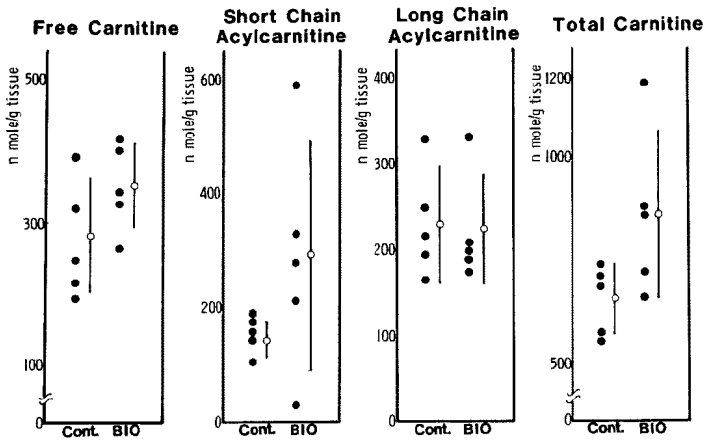 Free Carnitine
n mole/g tissue
500
300
100
0
Cont. BIO
Short Chain
Acylcarnitine
n mole/g tissue
600
400
200
0
Cont. BIO
Long Chain
Acylcarnitine
n mole/g tissue
400
300
200
100
0
Cont. BIO
Total Carnitine
n mole/g tissue
1200
1000
500
0
Cont. BIO